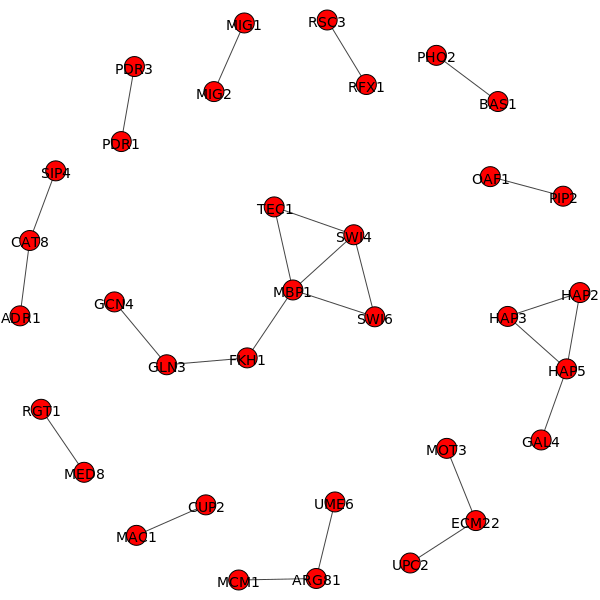 MIG1
RSC3
PHO2
PDR3
MIG2
RFX1
BAS1
PDR1
SIP4
OAF1
PIP2
TEC1
SWI4
CAT8
MBP1
HAP2
GCN4
ADR1
SWI6
HAP3
FKH1
GLN3
HAP5
RGT1
GAL4
MOT3
MED8
CUP2
UME6
ECM22
MAC1
UPC2
MCM1
ARG81